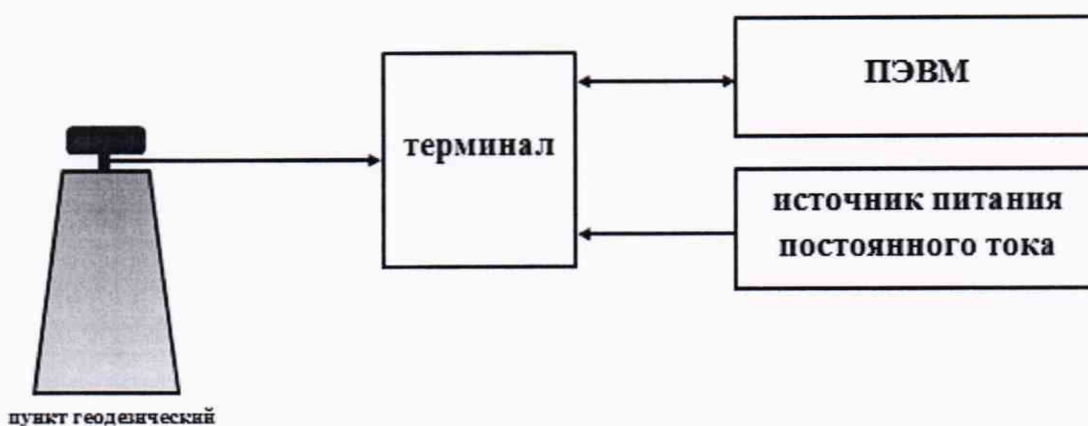 ПЭВМ
терминал
источник питания
постоянного тока
пункт геодезический